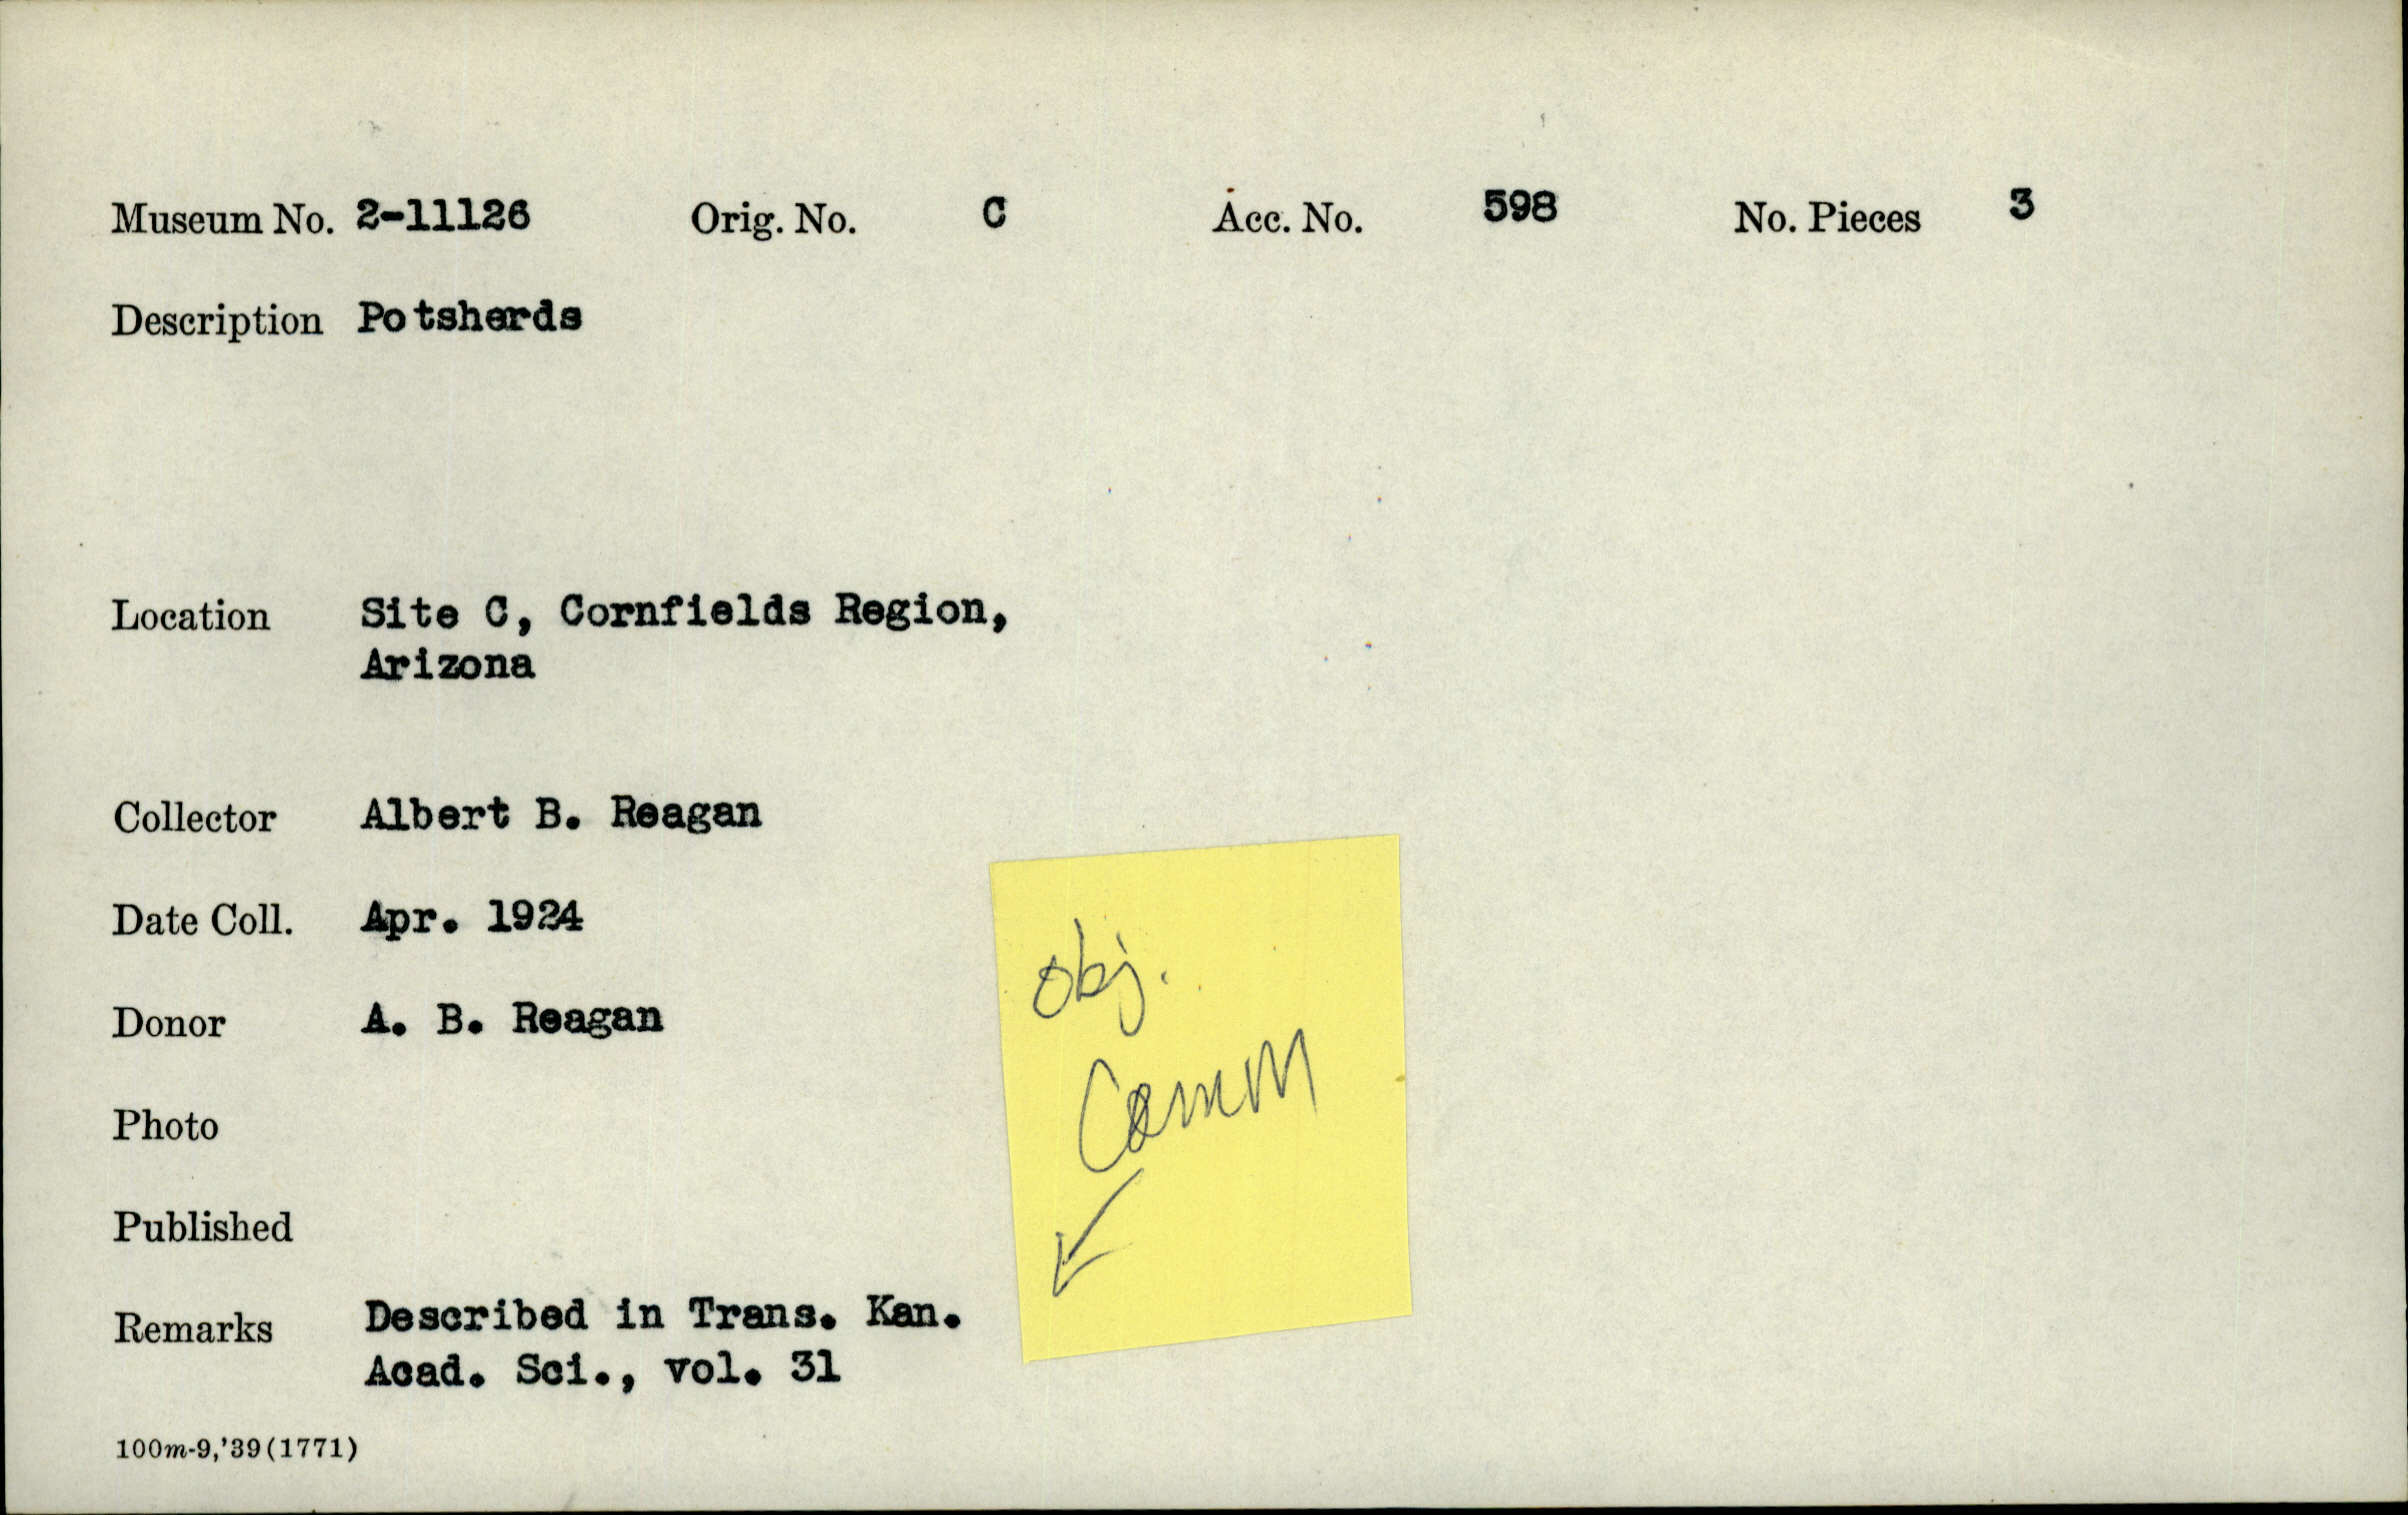 Museum No. 2-11126 Orig. No. C Acc. No. 598 No. Pieces 3
Description Potsherds
Location Site C, Cornfields Region,
Arizona
Collector Albert B. Reagan
Date Coll. Apr. 1924
Donor A. B. Reagan
Photo
Published
Remarks Described in Trans. Kan.
Acad. Sci., vol. 31
100m-9,'39(1771)
Obj.
Comm